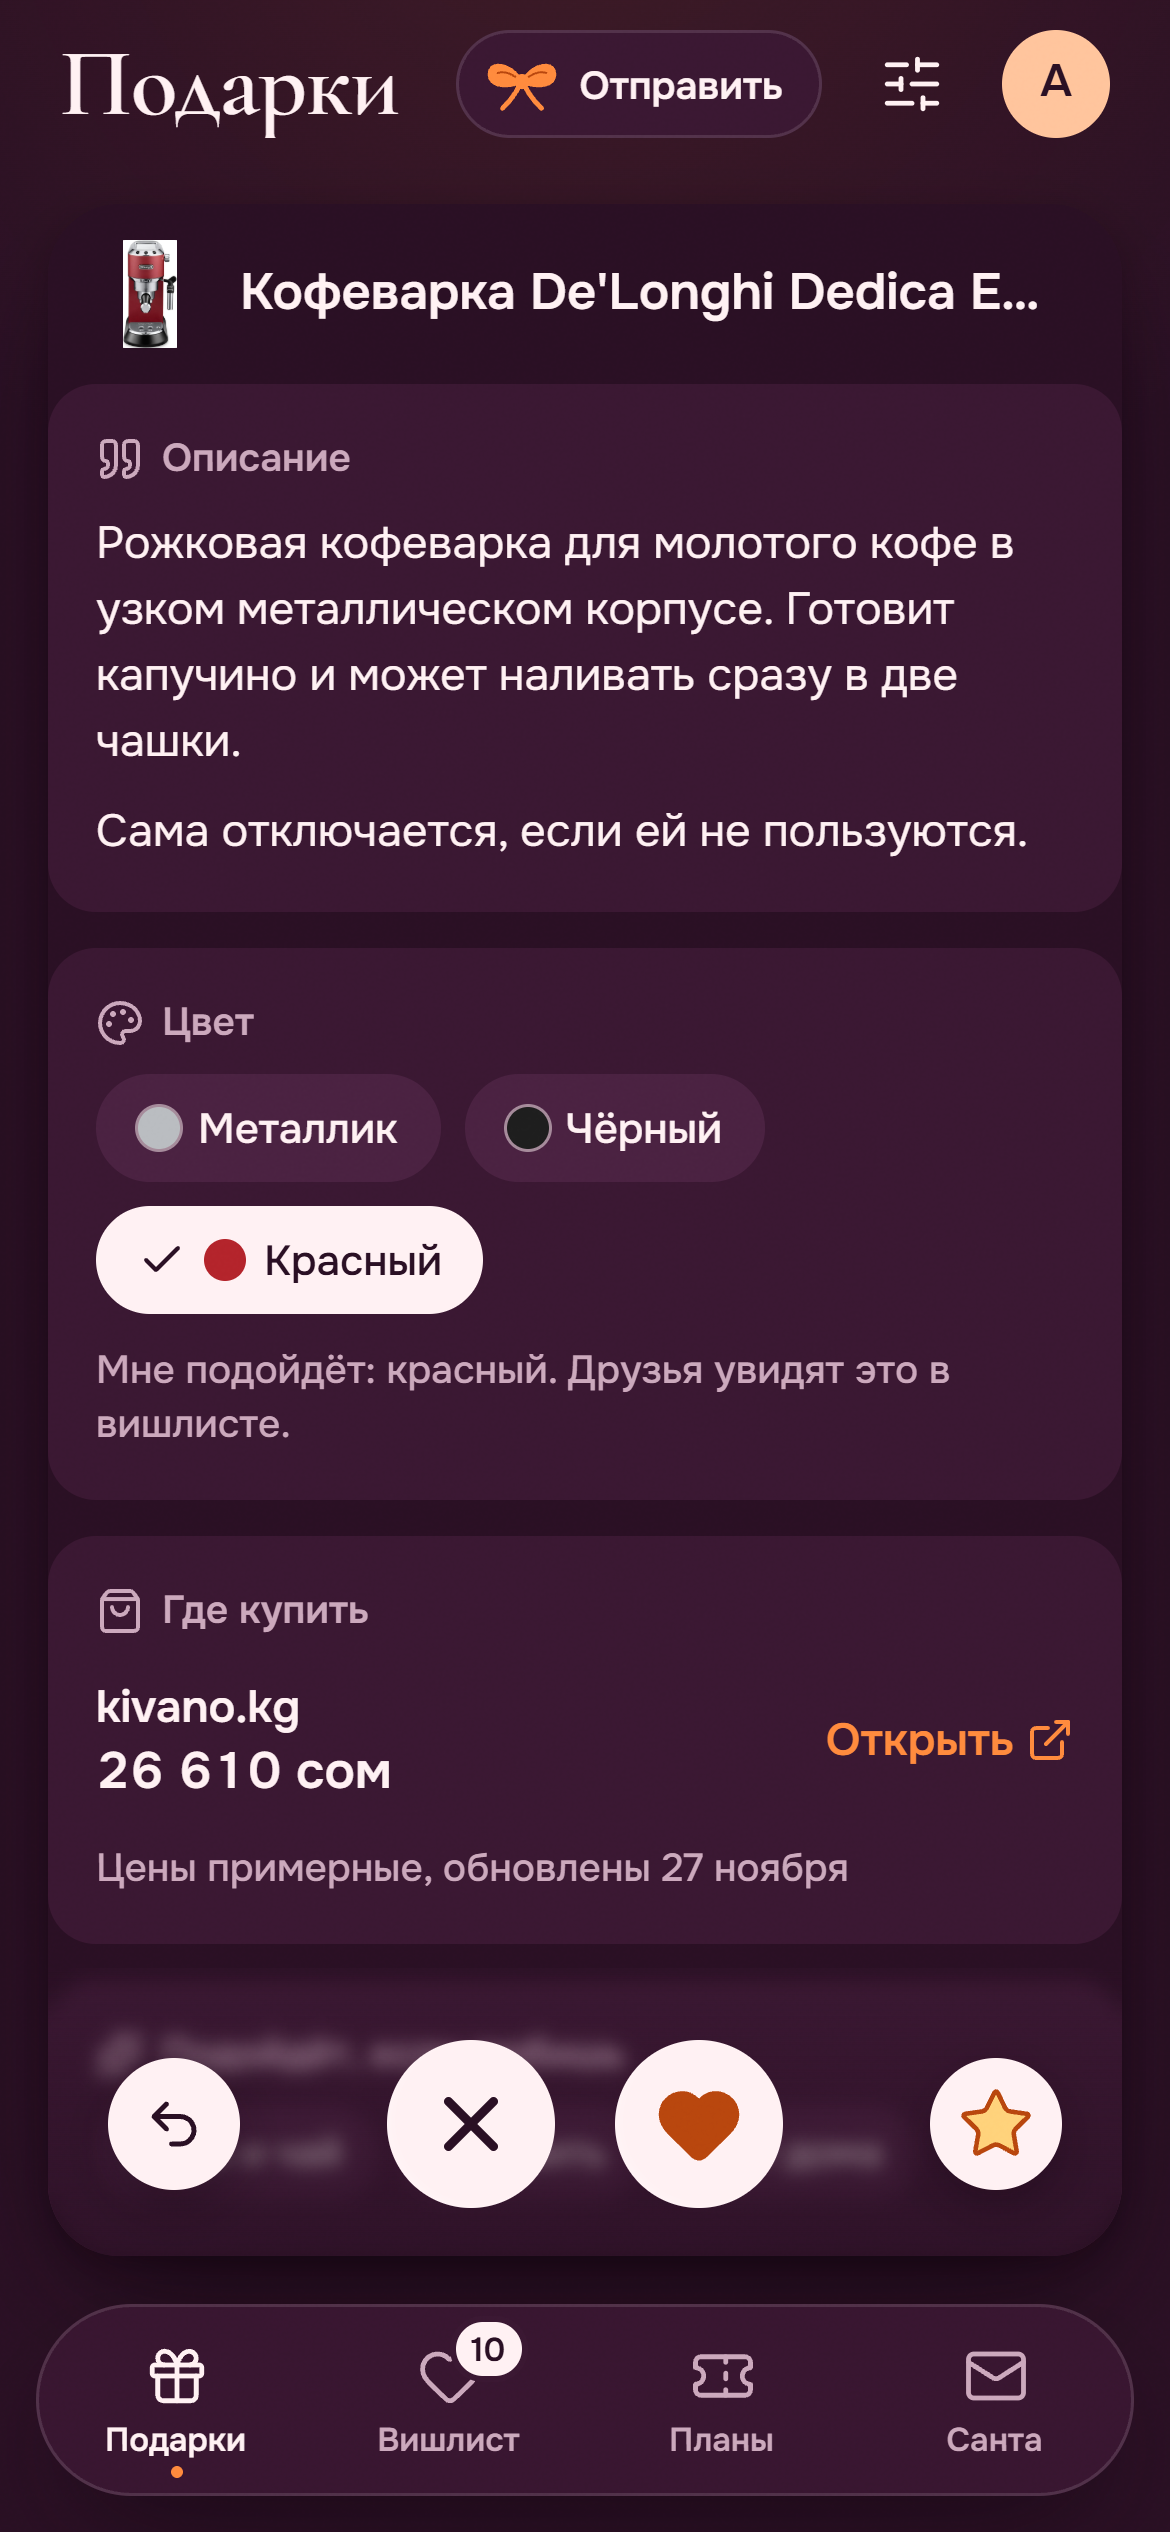 Подарки
Отправить
А
Кофеварка De'Longhi Dedica E...
Описание
Рожковая кофеварка для молотого кофе в
узком металлическом корпусе. Готовит
капучино и может наливать сразу в две
чашки.
Сама отключается, если ей не пользуются.
Цвет
Металлик
Чёрный
Красный
Мне подойдёт: красный. Друзья увидят это в
вишлисте.
Где купить
kivano.kg
26 610 сом
Открыть
Цены примерные, обновлены 27 ноября
10
Подарки
Вишлист
Планы
Санта